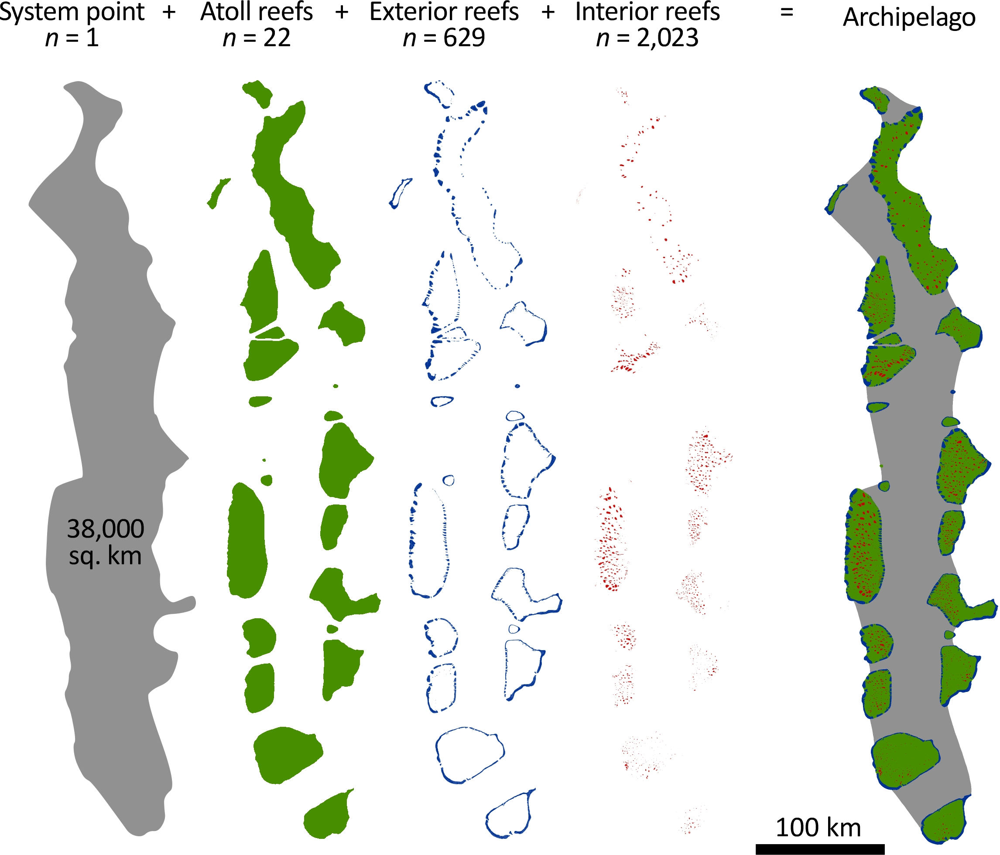 System point + Atoll reefs + Exterior reefs + Interior reefs = Archipelago
n = 1 n = 22 n = 629 n = 2,023
38,000
sq. km
100 km